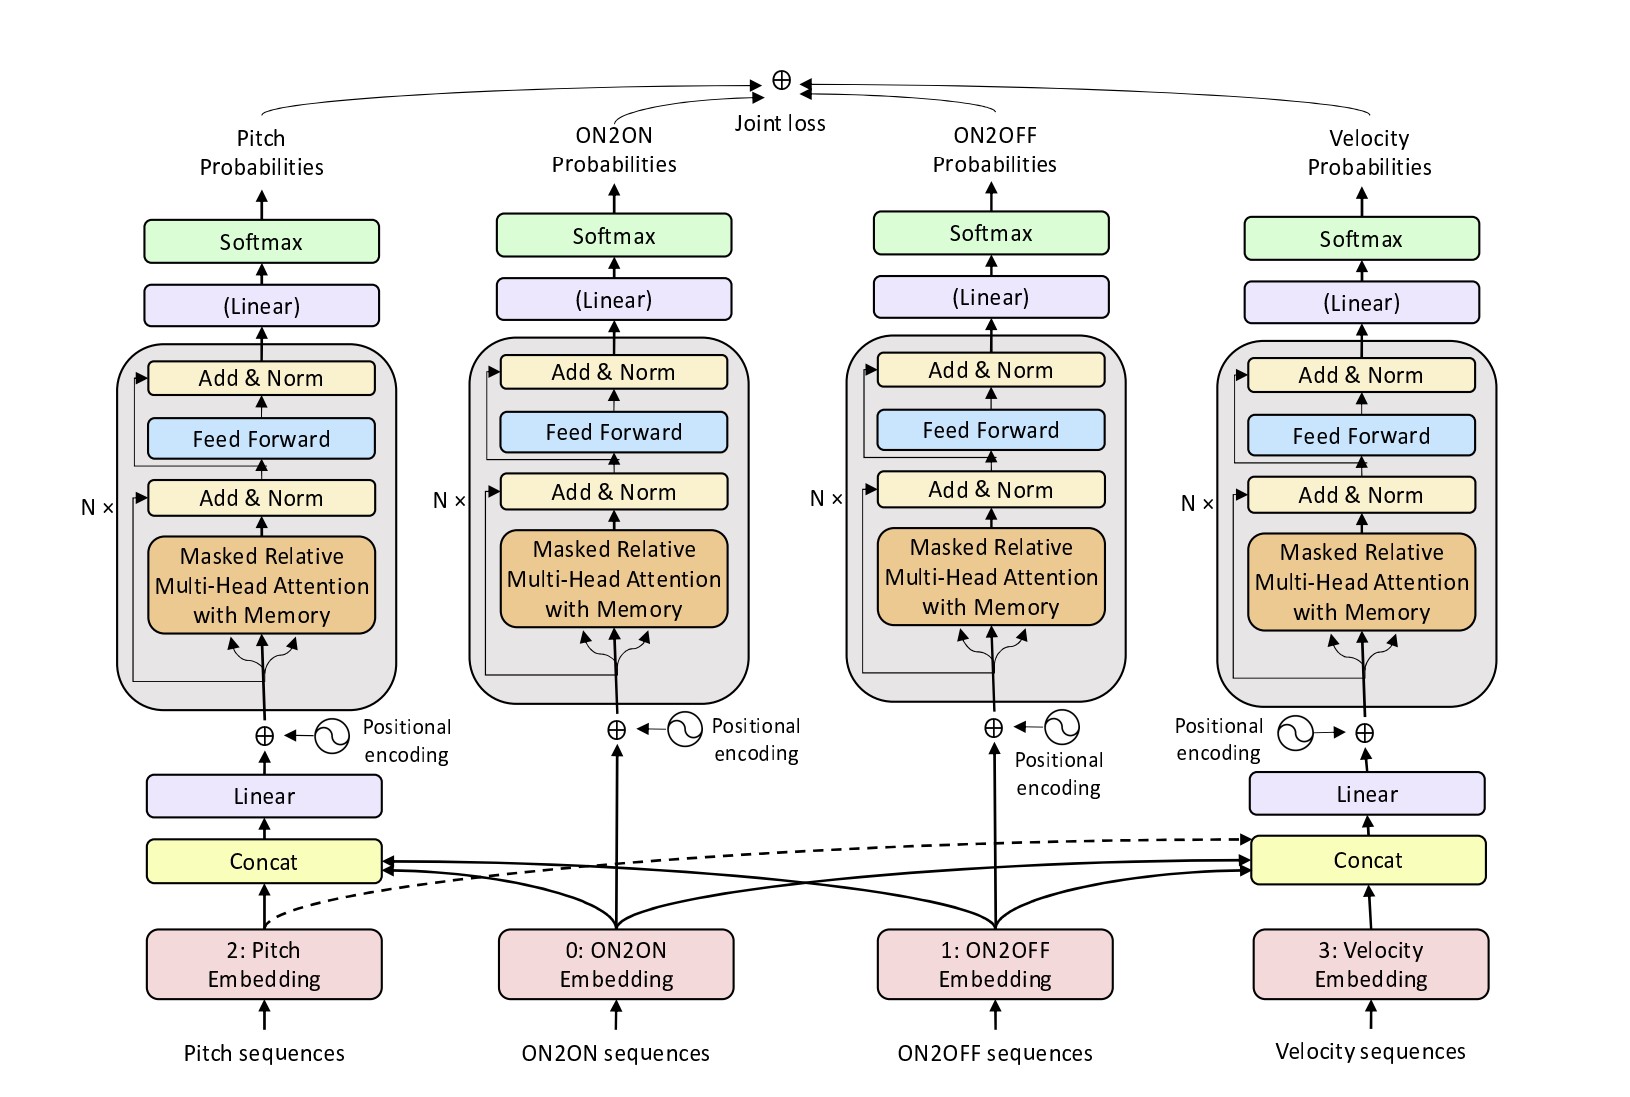 Joint loss
Pitch
Probabilities
Softmax
(Linear)
Add & Norm
Feed Forward
Add & Norm
Masked Relative
Multi-Head Attention
with Memory
N ×
Positional
encoding
Linear
Concat
2: Pitch
Embedding
Pitch sequences
ON2ON
Probabilities
Softmax
(Linear)
Add & Norm
Feed Forward
Add & Norm
Masked Relative
Multi-Head Attention
with Memory
N ×
Positional
encoding
0: ON2ON
Embedding
ON2ON sequences
ON2OFF
Probabilities
Softmax
(Linear)
Add & Norm
Feed Forward
Add & Norm
Masked Relative
Multi-Head Attention
with Memory
N ×
Positional
encoding
1: ON2OFF
Embedding
ON2OFF sequences
Velocity
Probabilities
Softmax
(Linear)
Add & Norm
Feed Forward
Add & Norm
Masked Relative
Multi-Head Attention
with Memory
N ×
Positional
encoding
Linear
Concat
3: Velocity
Embedding
Velocity sequences